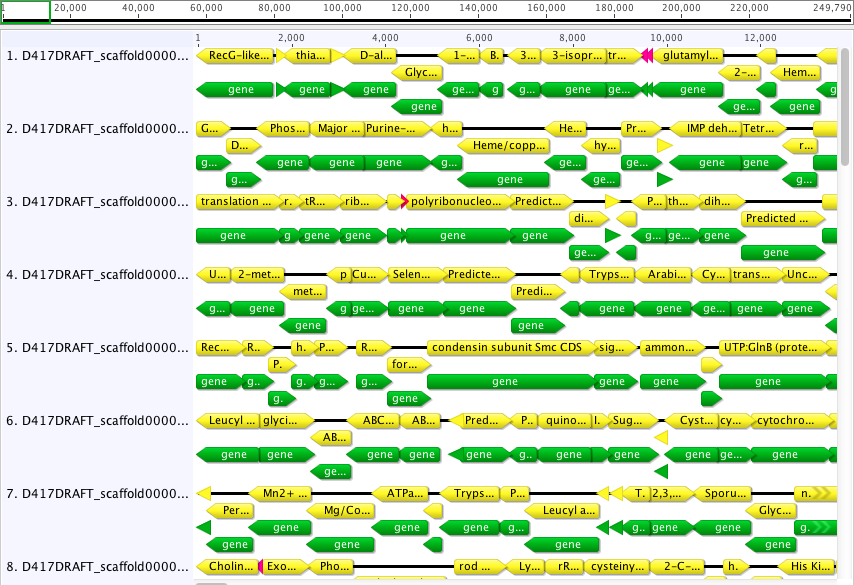 1 20,000 40,000 60,000 80,000 100,000 120,000 140,000 160,000 180,000 200,000 220,000 249,790
1 2,000 4,000 6,000 8,000 10,000 12,000
1. D417DRAFT_scaffold0000... RecG-like... thia... D-al... 1-... B. 3... 3-isopr... tr... glutamyl...
Glyc... 2-... Hem...
gene gene gene ge... g ge... gene ge... gene g
gene ge... gene
2. D417DRAFT_scaffold0000... G... Phos... Major ... Purine-... h... He... Pr... IMP deh... Tetr...
D... Heme/copp... hy... r...
g... gene gene gene g... ge... ge... gene gene
g... gene ge... g...
3. D417DRAFT_scaffold0000... translation ... r. tR... rib... polyribonucleo... Predict... P... th... dih...
di... Predicted ...
gene g gene gene gene gene g... ge... gene
ge... gene
4. D417DRAFT_scaffold0000... U... 2-met... p Cu... Selen... Predicte... Tryps... Arabi... Cy... trans... Unc...
met... Predi...
g... gene g ge... gene gene gene gene ge... gene gene
gene gene
5. D417DRAFT_scaffold0000... Rec... R... h. P... R... condensin subunit Smc CDS sig... ammon... UTP:GlnB (prote...
P. for...
gene g.. g. g... g... gene gene gene gene
g. gene
6. D417DRAFT_scaffold0000... Leucyl ... glyci... ABC... AB... Pred... P.. quino... I. Sug... Cyst... cy... cytochro...
AB...
gene gene gene gene gene g.. gene ge... gene gene ge... gene
ge...
7. D417DRAFT_scaffold0000... Mn2+ ... ATPa... Tryps... P... T. 2,3,... Sporu... n.
Per... Mg/Co... Leucyl a... Glyc...
gene gene gene g... g.. gene gene g.
gene gene gene gene
8. D417DRAFT_scaffold0000... Cholin... Exo... Pho... rod ... Ly... rR... cysteiny... 2-C-... h. His Ki...